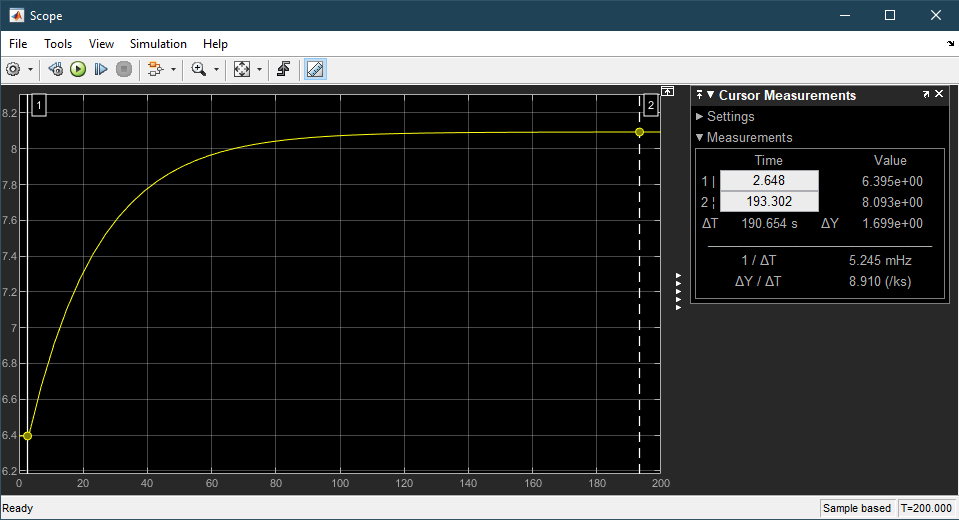 Scope
File Tools View Simulation Help
1
2
8.2
8
7.8
7.6
7.4
7.2
7
6.8
6.6
6.4
6.2
0 20 40 60 80 100 120 140 160 180 200
Cursor Measurements
Settings
Measurements
Time Value
1 | 2.648 6.395e+00
2 ¦ 193.302 8.093e+00
ΔT 190.654 s ΔY 1.699e+00
1 / ΔT 5.245 mHz
ΔY / ΔT 8.910 (/ks)
Ready
Sample based T=200.000